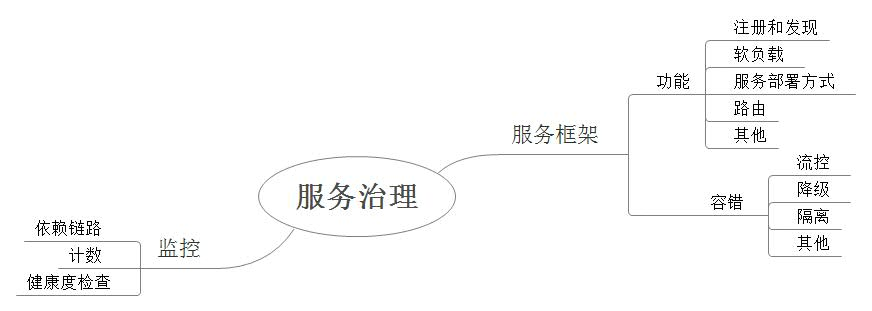 服务治理
服务框架
功能
注册和发现
软负载
服务部署方式
路由
其他
容错
流控
降级
隔离
其他
监控
依赖链路
计数
健康度检查